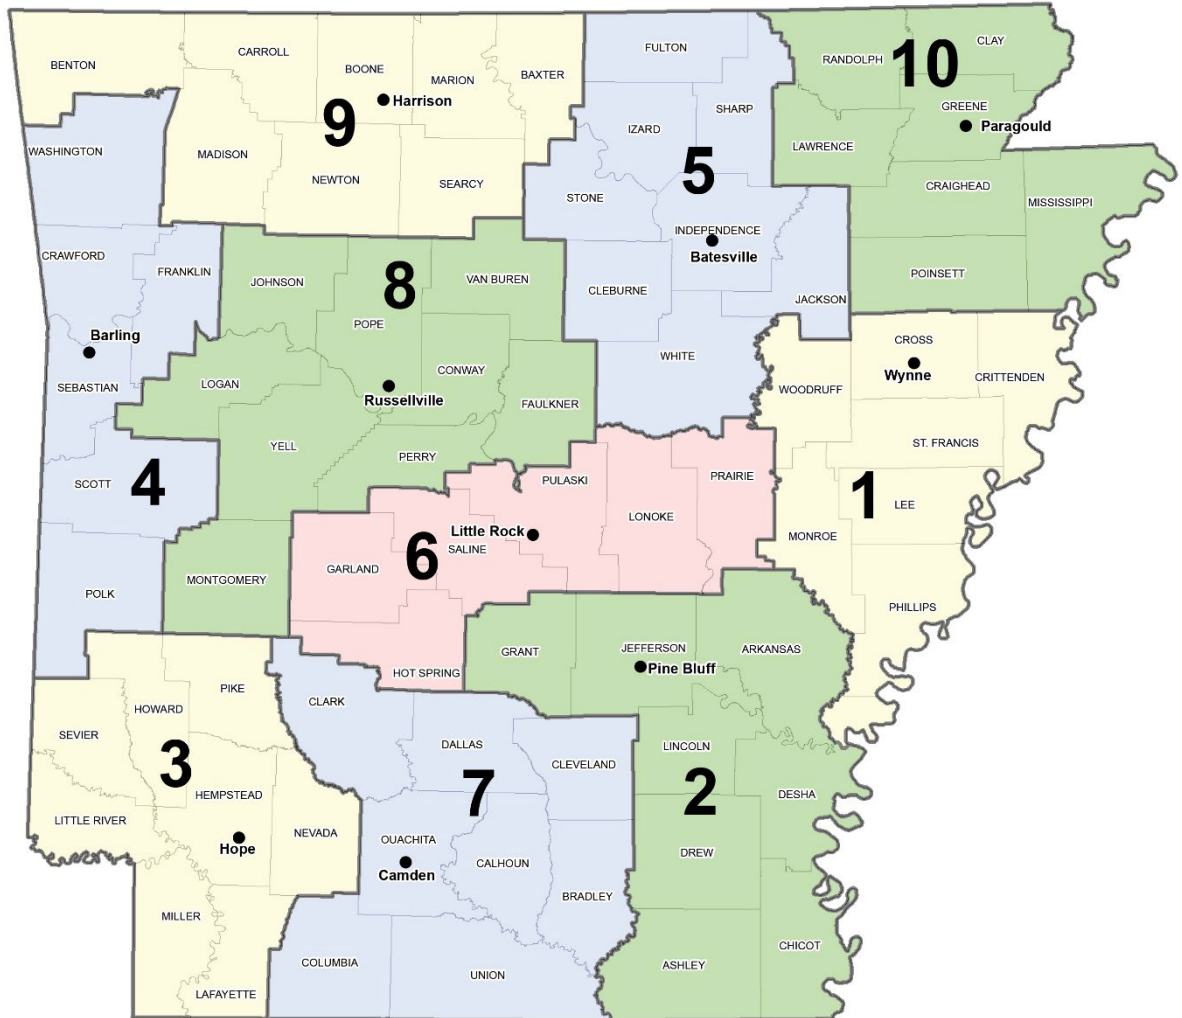 FULTON
RANDOLPH
10
CLAY
CARROLL
BENTON
BOONE
MARION
BAXTER
Harrison
9
SHARP
GREENE
Paragould
IZARD
WASHINGTON
MADISON
LAWRENCE
NEWTON
SEARCY
5
STONE
CRAIGHEAD
MISSISSIPPI
INDEPENDENCE
Batesville
CRAWFORD
FRANKLIN
JOHNSON
8
VAN BUREN
POINSETT
CLEBURNE
JACKSON
POPE
Barling
CROSS
WHITE
Wynne
SEBASTIAN
LOGAN
CONWAY
Russellville
FAULKNER
WOODRUFF
CRITTENDEN
YELL
PERRY
ST. FRANCIS
SCOTT
4
PULASKI
PRAIRIE
1
LEE
LONOKE
Little Rock
SALINE
6
GARLAND
MONROE
MONTGOMERY
POLK
PHILLIPS
GRANT
JEFFERSON
Pine Bluff
ARKANSAS
HOT SPRING
PIKE
HOWARD
CLARK
SEVIER
DALLAS
LINCOLN
3
CLEVELAND
7
2
HEMPSTEAD
DESHA
LITTLE RIVER
Hope
NEVADA
OUACHITA
Camden
CALHOUN
DREW
BRADLEY
MILLER
COLUMBIA
UNION
ASHLEY
CHICOT
LAFAYETTE